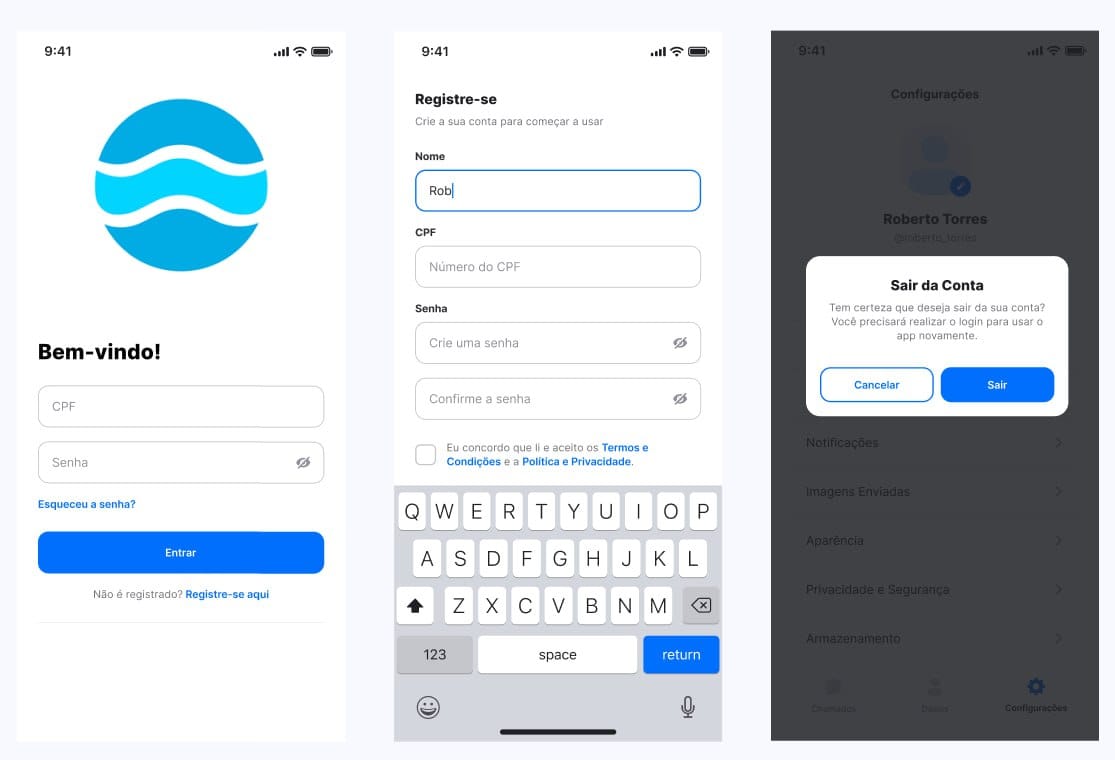 9:41
Bem-vindo!
CPF
Senha
Esqueceu a senha?
Entrar
Não é registrado? Registre-se aqui
9:41
Registre-se
Crie a sua conta para começar a usar
Nome
Rob
CPF
Número do CPF
Senha
Crie uma senha
Confirme a senha
Eu concordo que li e aceito os Termos e
Condições e a Política e Privacidade.
Q W E R T Y U I O P
A S D F G H J K L
Z X C V B N M
123 space return
9:41
Configurações
Roberto Torres
@roberto_torres
Sair da Conta
Tem certeza que deseja sair da sua conta?
Você precisará realizar o login para usar o
app novamente.
Cancelar Sair
Notificações
Imagens Enviadas
Aparência
Privacidade e Segurança
Armazenamento
Chamados Configurações